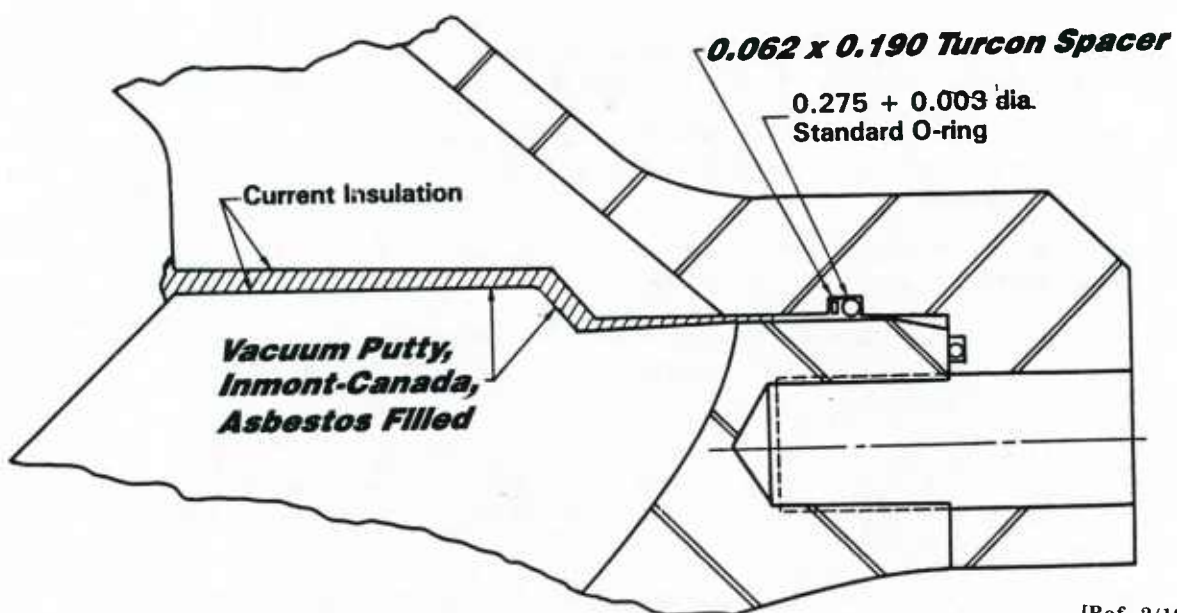 0.062 x 0.190 Turcon Spacer
0.275 + 0.003 dia.
Standard O-ring
Current Insulation
Vacuum Putty,
Inmont-Canada,
Asbestos Filled
[Ref.